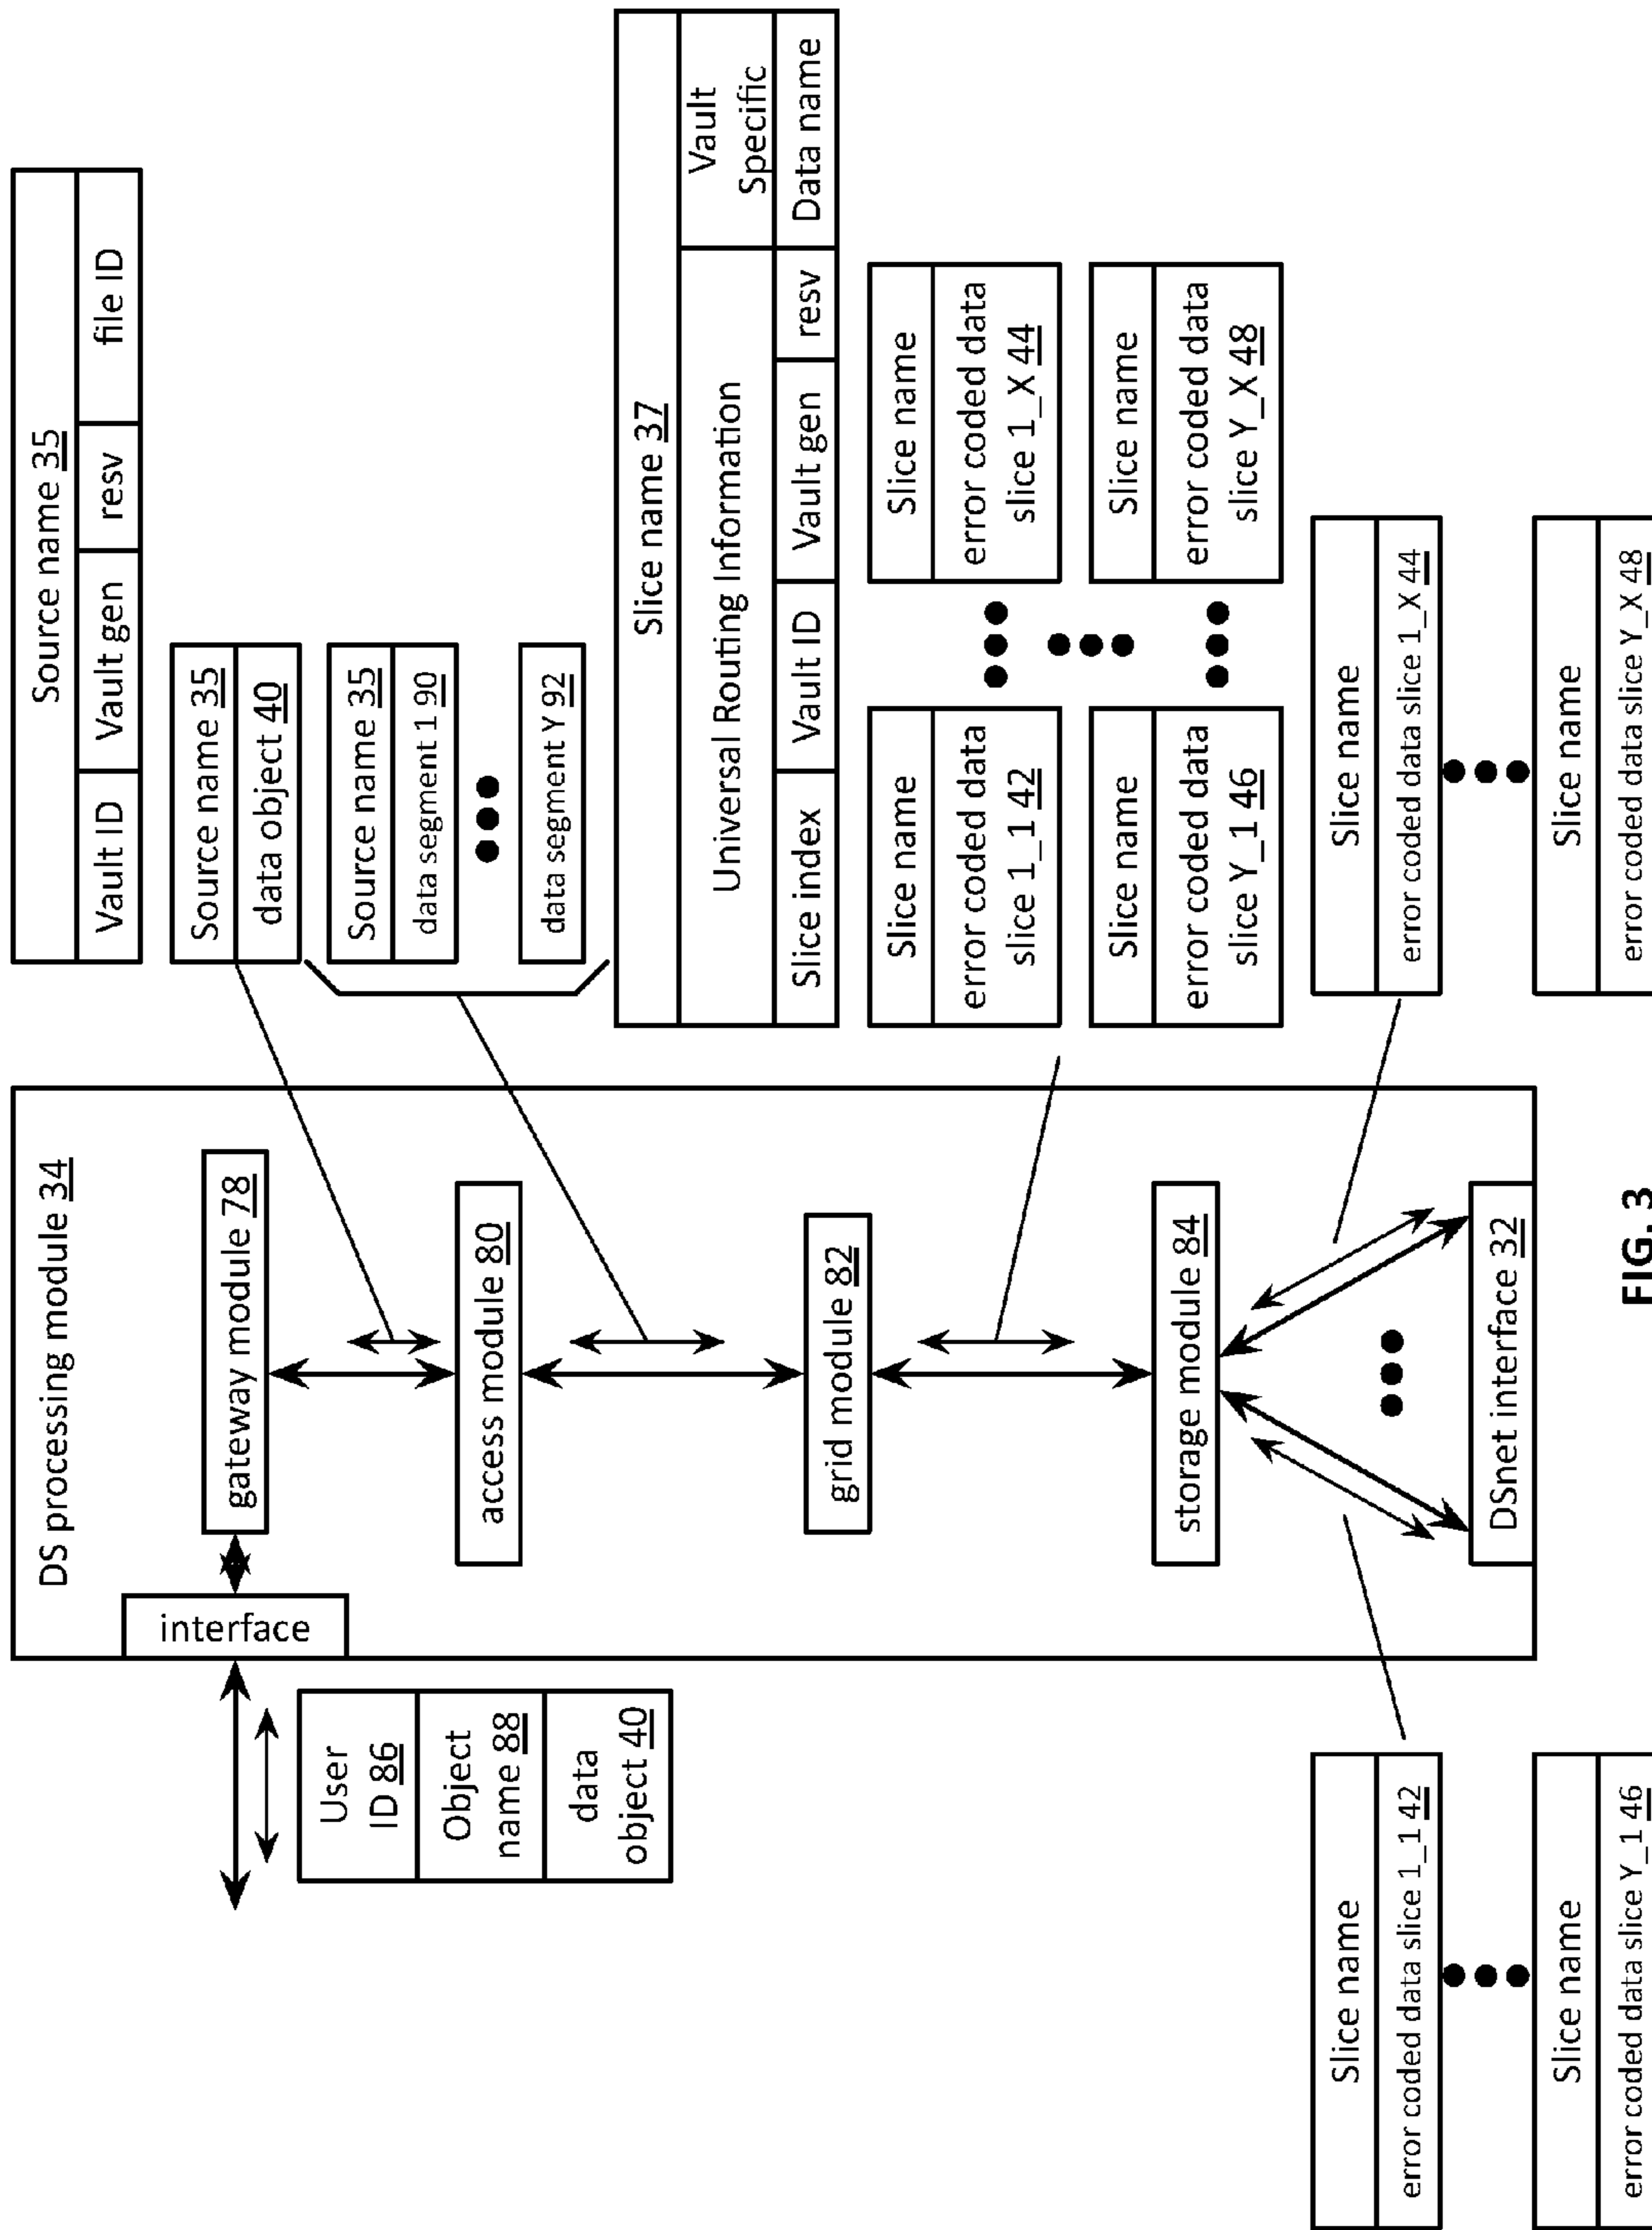 DS processing module 34
interface
gateway module 78
access module 80
grid module 82
storage module 84
DSnet interface 32
User
ID 86
Object
name 88
data
object 40
Source name 35
Vault ID
Vault gen
resv
file ID
Source name 35
data object 40
Source name 35
data segment 1 90
data segment Y 92
Slice name 37
Universal Routing Information
Vault
Specific
Slice index
Vault ID
Vault gen
resv
Data name
Slice name
error coded data
slice 1_1 42
Slice name
error coded data
slice 1_X 44
Slice name
error coded data
slice Y_1 46
Slice name
error coded data
slice Y_X 48
Slice name
error coded data slice 1_1 42
Slice name
error coded data slice Y_1 46
Slice name
error coded data slice 1_X 44
Slice name
error coded data slice Y_X 48
FIG. 3